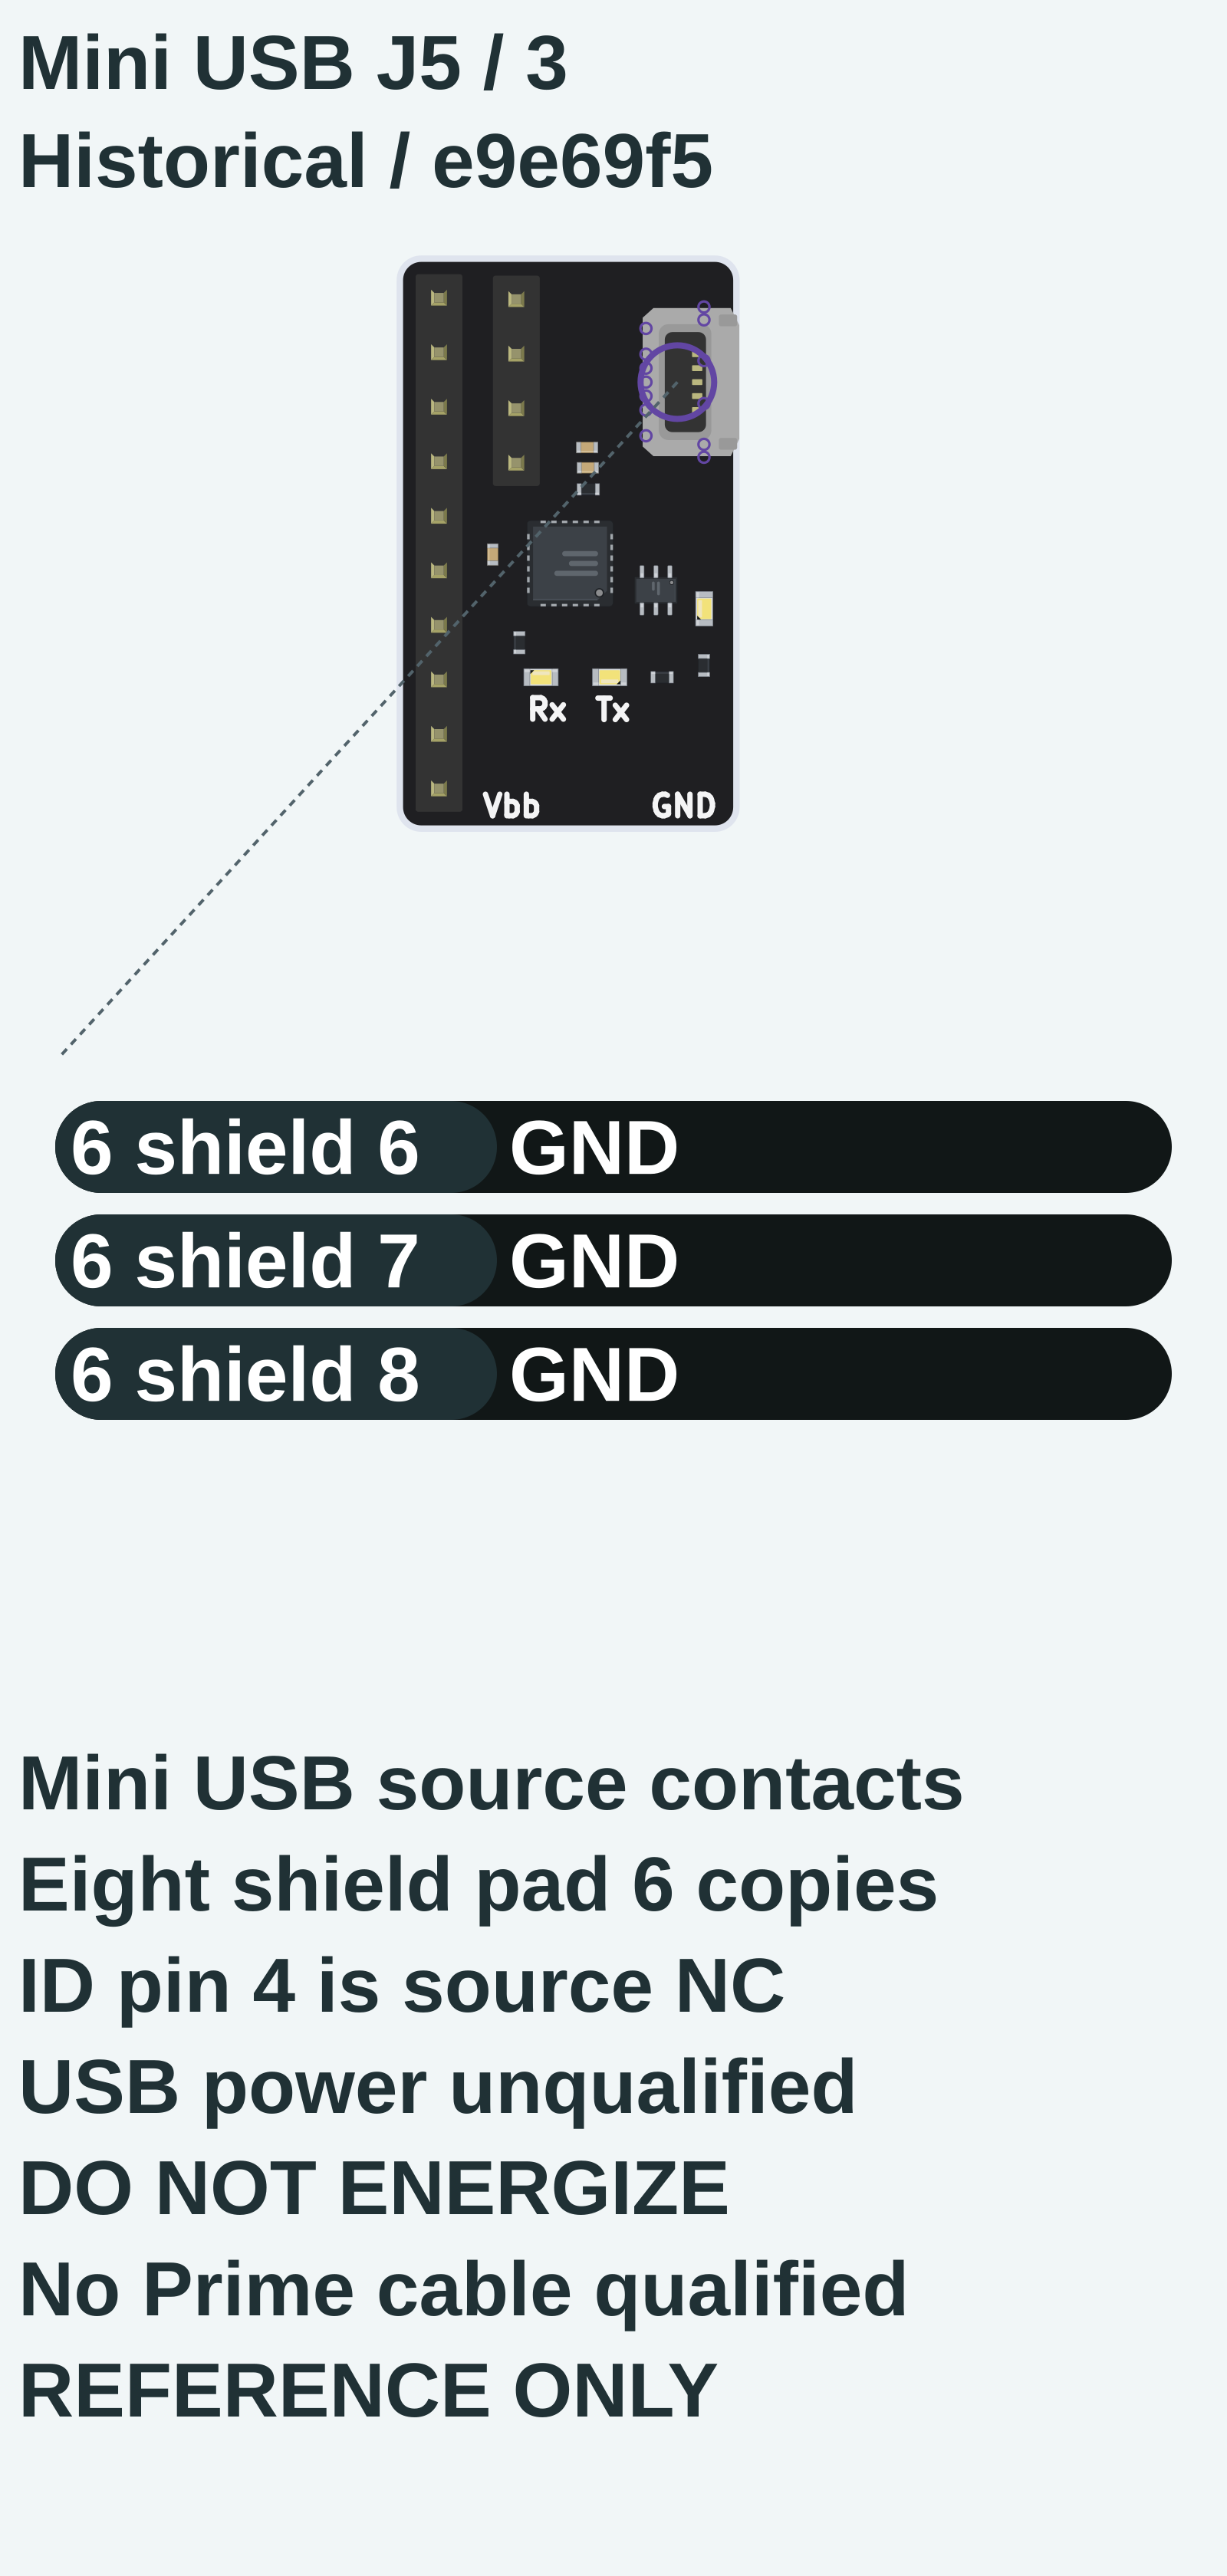 Mini USB J5 / 3
Historical / e9e69f5
Rx Tx
Vbb GND
6 shield 6 GND
6 shield 7 GND
6 shield 8 GND
Mini USB source contacts
Eight shield pad 6 copies
ID pin 4 is source NC
USB power unqualified
DO NOT ENERGIZE
No Prime cable qualified
REFERENCE ONLY